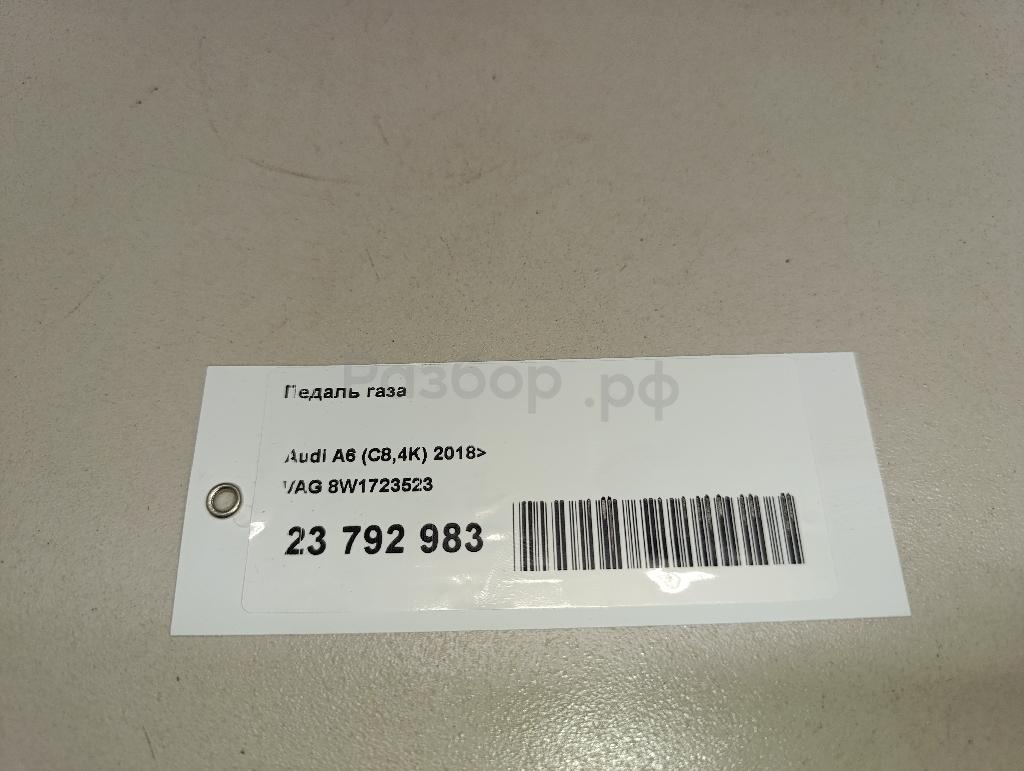 Разбор.рф
Педаль газа
Audi A6 (C8,4K) 2018>
VAG 8W1723523
23 792 983